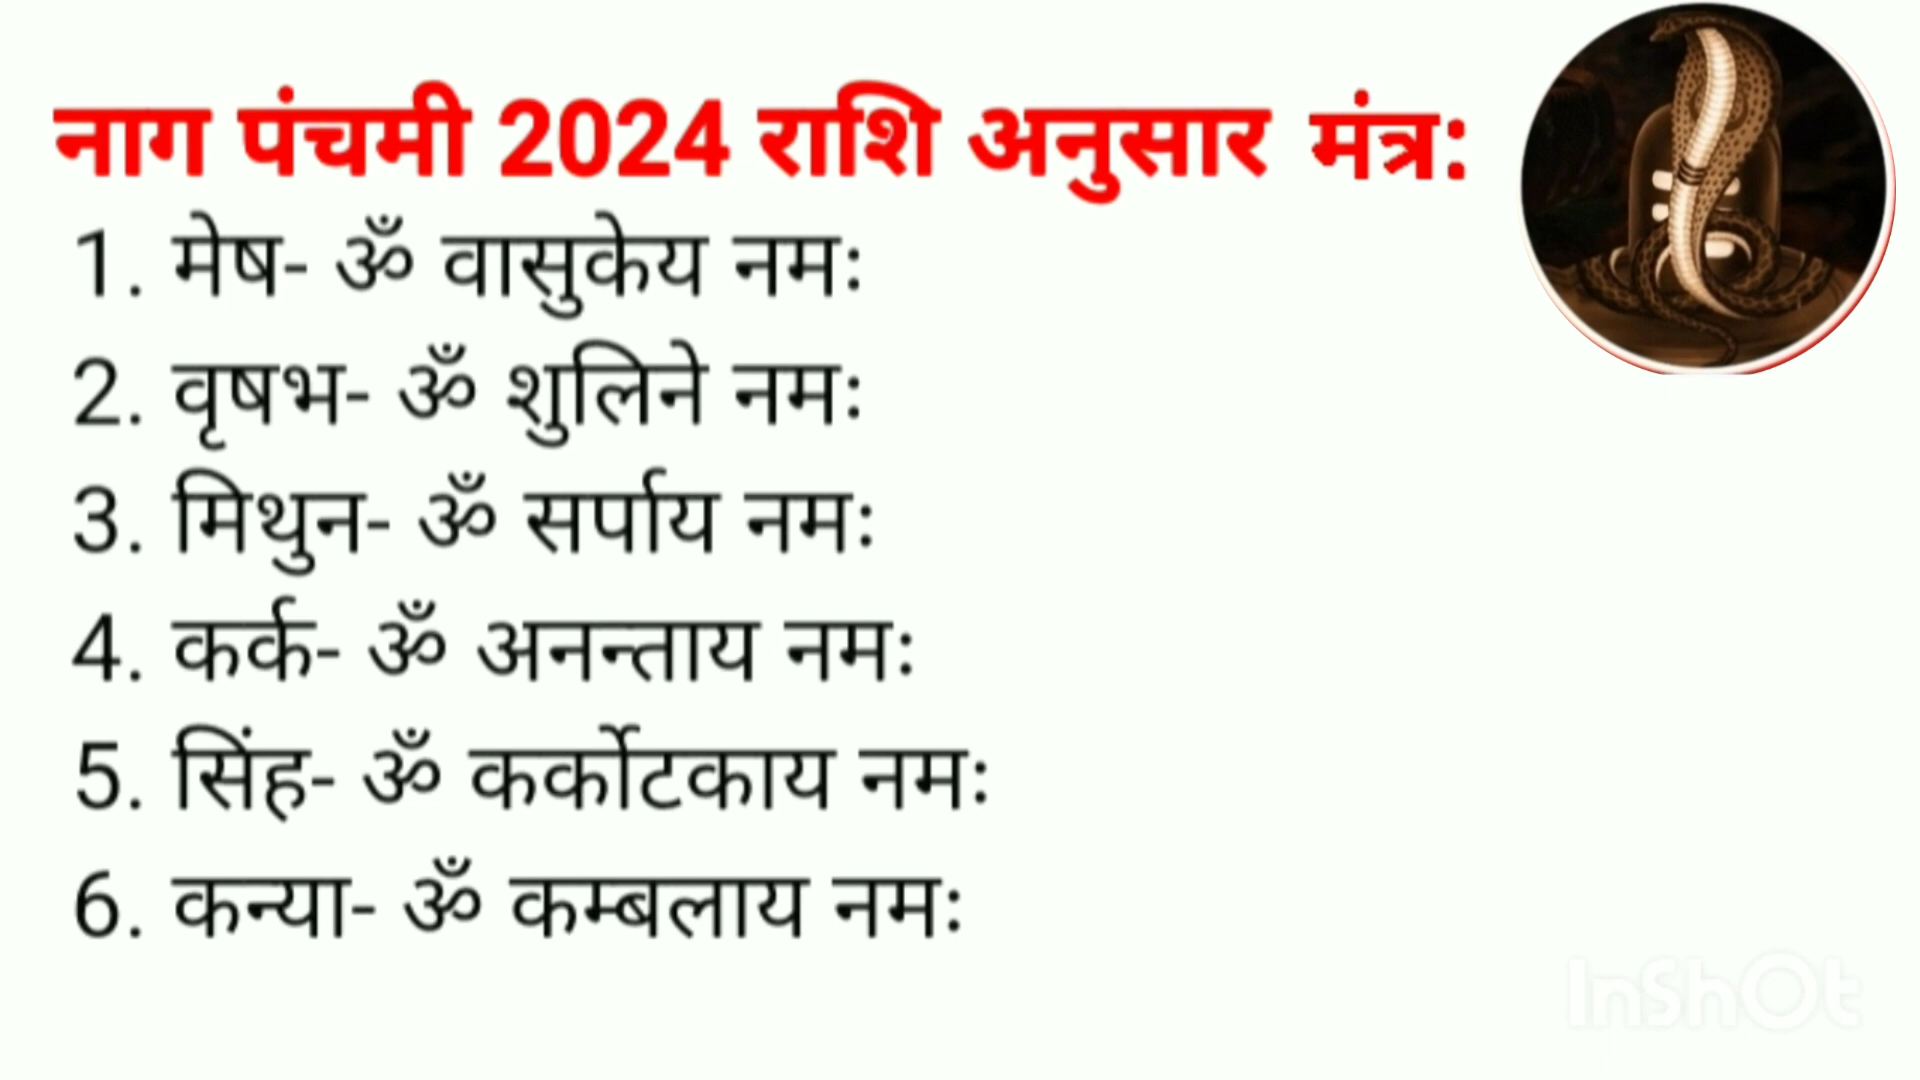 नाग पंचमी 2024 राशि अनुसार मंत्र:
1. मेष- ॐ वासुकेय नमः
2. वृषभ- ॐ शुलिने नमः
3. मिथुन- ॐ सर्पाय नमः
4. कर्क- ॐ अनन्ताय नमः
5. सिंह- ॐ कर्कोटकाय नमः
6. कन्या- ॐ कम्बलाय नमः
InShOt